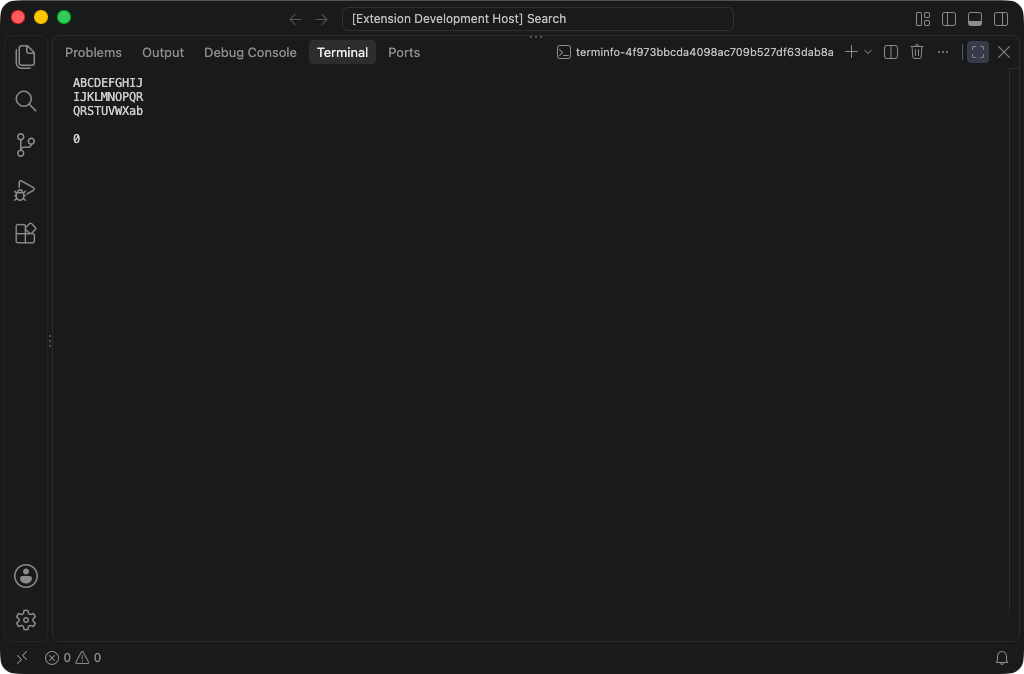 [Extension Development Host] Search
Problems Output Debug Console Terminal Ports terminfo-4f973bbcda4098ac709b527df63dab8a
ABCDEFGHIJ
IJKLMNOPQR
QRSTUVWXab
0
0 0